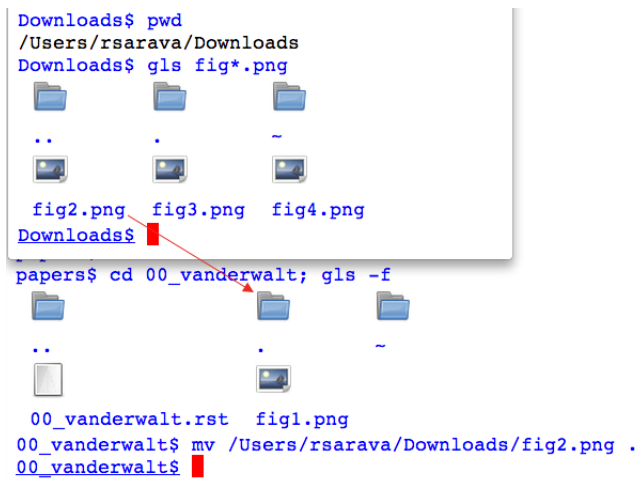 Downloads$ pwd
/Users/rsarava/Downloads
Downloads$ gls fig*.png
.. . ~
fig2.png fig3.png fig4.png
Downloads$
papers$ cd 00_vanderwalt; gls -f
.. . ~
00_vanderwalt.rst fig1.png
00_vanderwalt$ mv /Users/rsarava/Downloads/fig2.png .
00_vanderwalt$